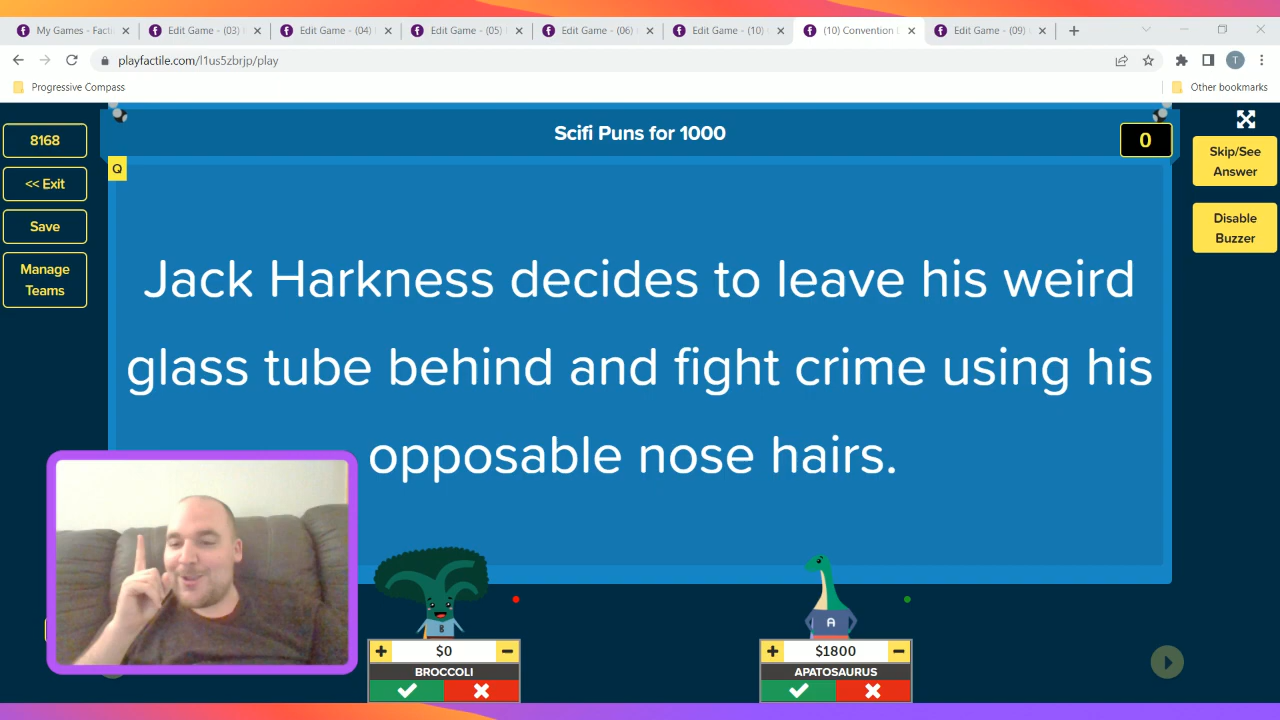 My Games - Facti
Edit Game - (03)
Edit Game - (04)
Edit Game - (05)
Edit Game - (06)
Edit Game - (10)
(10) Convention
Edit Game - (09)
playfactile.com/l1us5zbrjp/play
T
Progressive Compass
Other bookmarks
8168
<< Exit
Save
Manage
Teams
Scifi Puns for 1000
0
Q
Skip/See
Answer
Disable
Buzzer
Jack Harkness decides to leave his weird
glass tube behind and fight crime using his
opposable nose hairs.
B
A
+ $0 −
BROCCOLI
+ $1800 −
APATOSAURUS